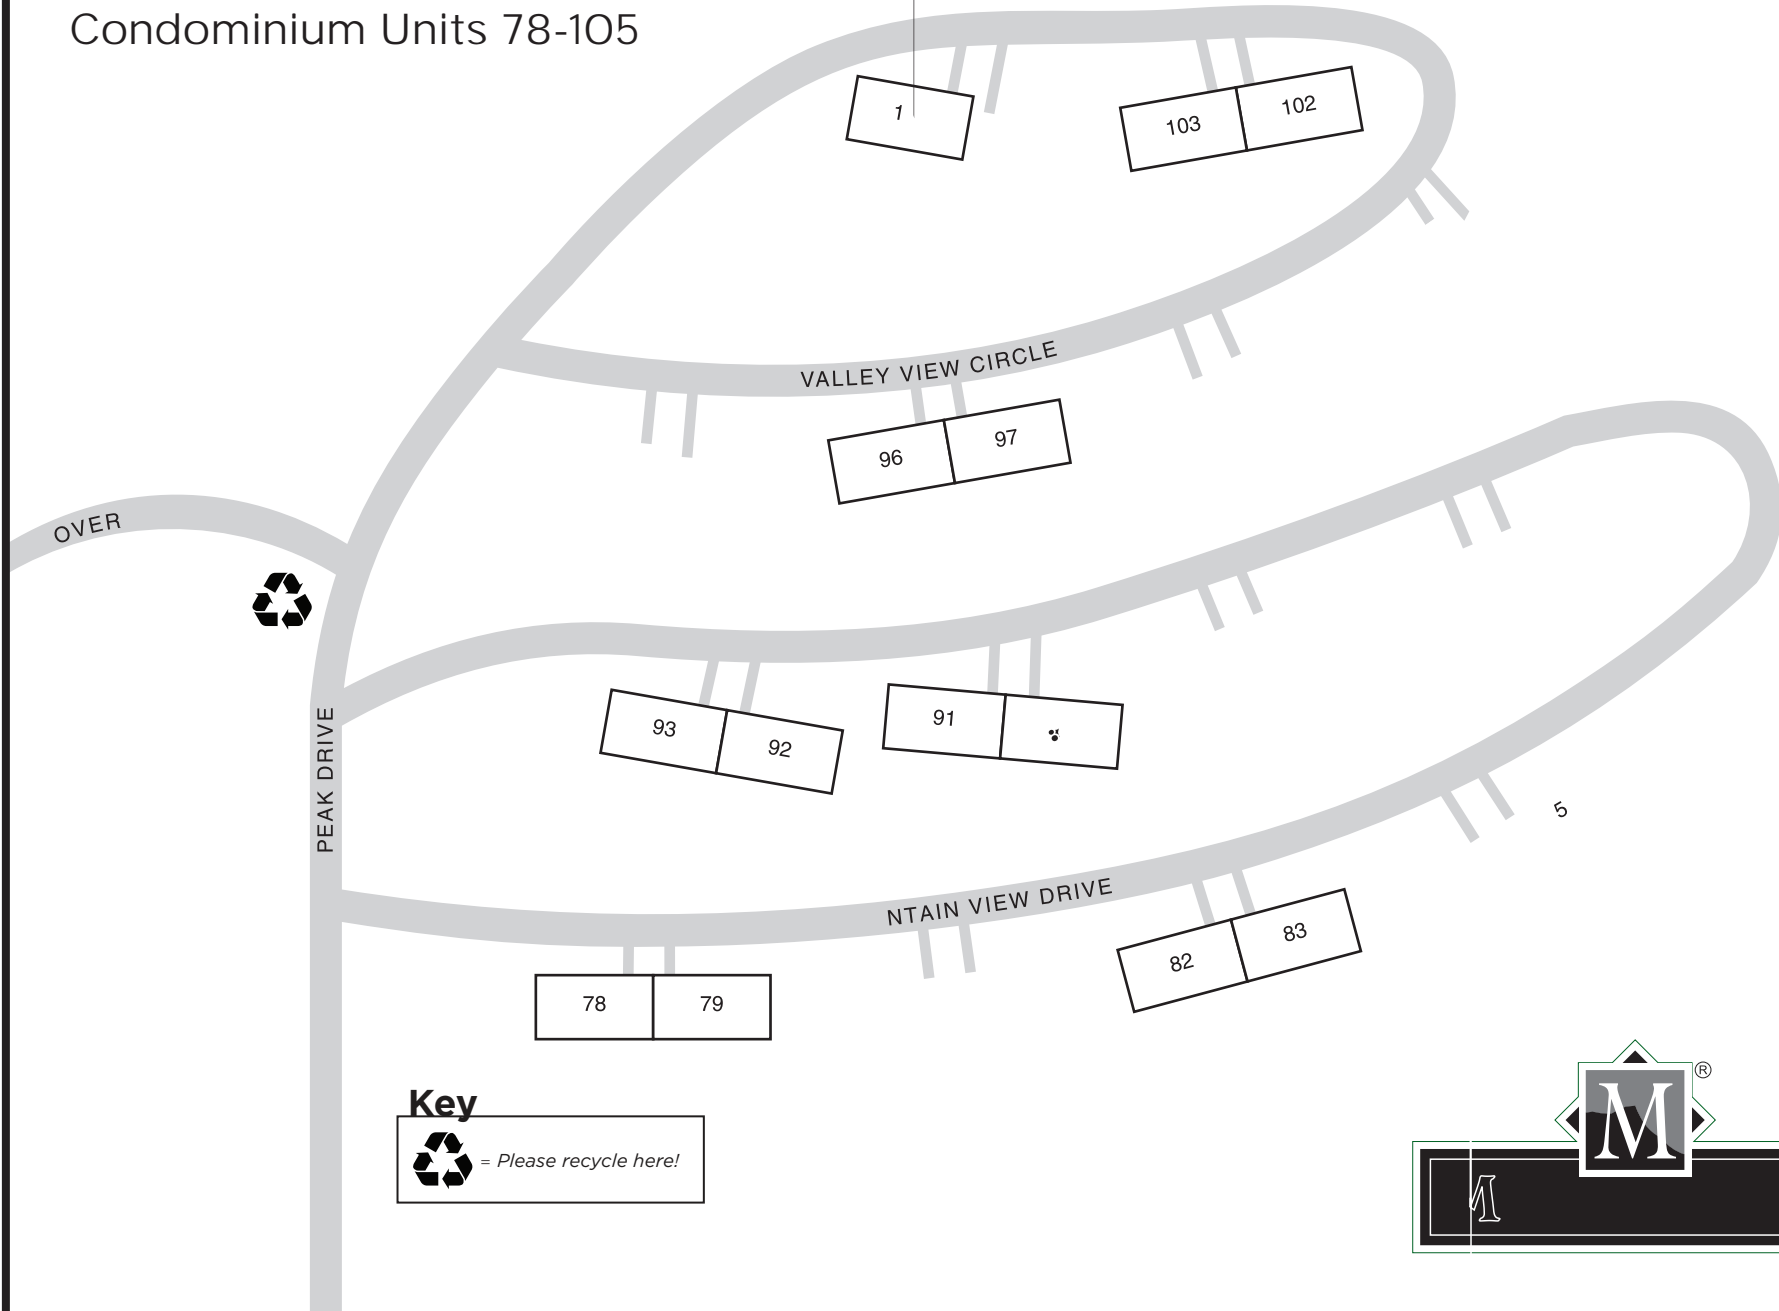 Condominium Units 78-105
1
103
102
VALLEY VIEW CIRCLE
96
97
OVER
93
92
91
PEAK DRIVE
5
NTAIN VIEW DRIVE
82
83
78
79
Key
= Please recycle here!
M
®